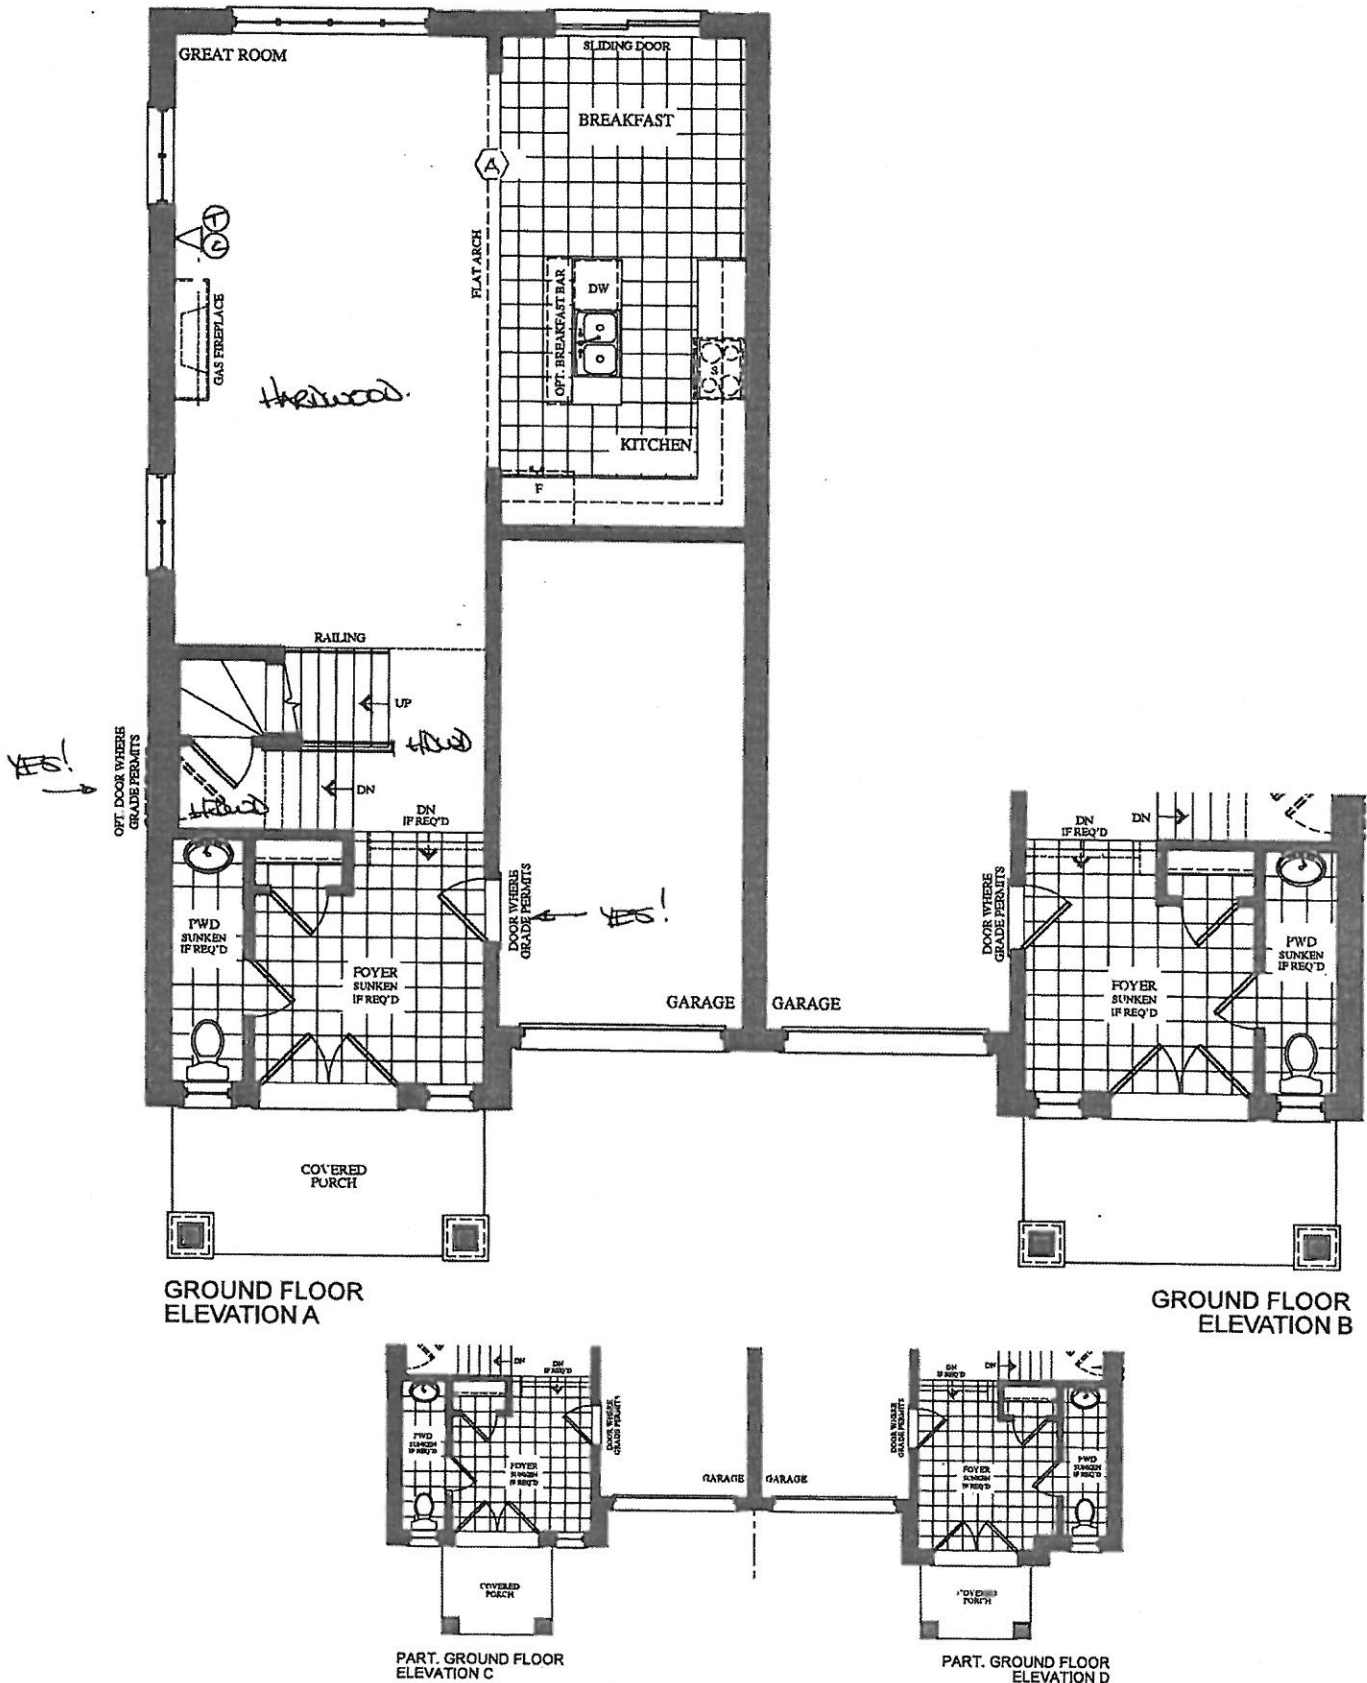 GREAT ROOM
SLIDING DOOR
BREAKFAST
A
T
C
FLAT ARCH
GAS FIREPLACE
OPT. BREAKFAST BAR
DW
S
HARDWOOD.
KITCHEN
F
RAILING
UP
HDWD
YES!
OPT. DOOR WHERE
GRADE PERMITS
DN
HDWD
DN
IF REQ'D
PWD
SUNKEN
IF REQ'D
FOYER
SUNKEN
IF REQ'D
DOOR WHERE
GRADE PERMITS
YES!
GARAGE
GARAGE
DOOR WHERE
GRADE PERMITS
DN
IF REQ'D
DN
FOYER
SUNKEN
IF REQ'D
PWD
SUNKEN
IF REQ'D
COVERED
PORCH
GROUND FLOOR
ELEVATION A
GROUND FLOOR
ELEVATION B
DN
DN
IF REQ'D
PWD
SUNKEN
IF REQ'D
FOYER
SUNKEN
IF REQ'D
DOOR WHERE
GRADE PERMITS
GARAGE
GARAGE
DOOR WHERE
GRADE PERMITS
DN
IF REQ'D
DN
FOYER
SUNKEN
IF REQ'D
PWD
SUNKEN
IF REQ'D
COVERED
PORCH
COVERED
PORCH
PART. GROUND FLOOR
ELEVATION C
PART. GROUND FLOOR
ELEVATION D